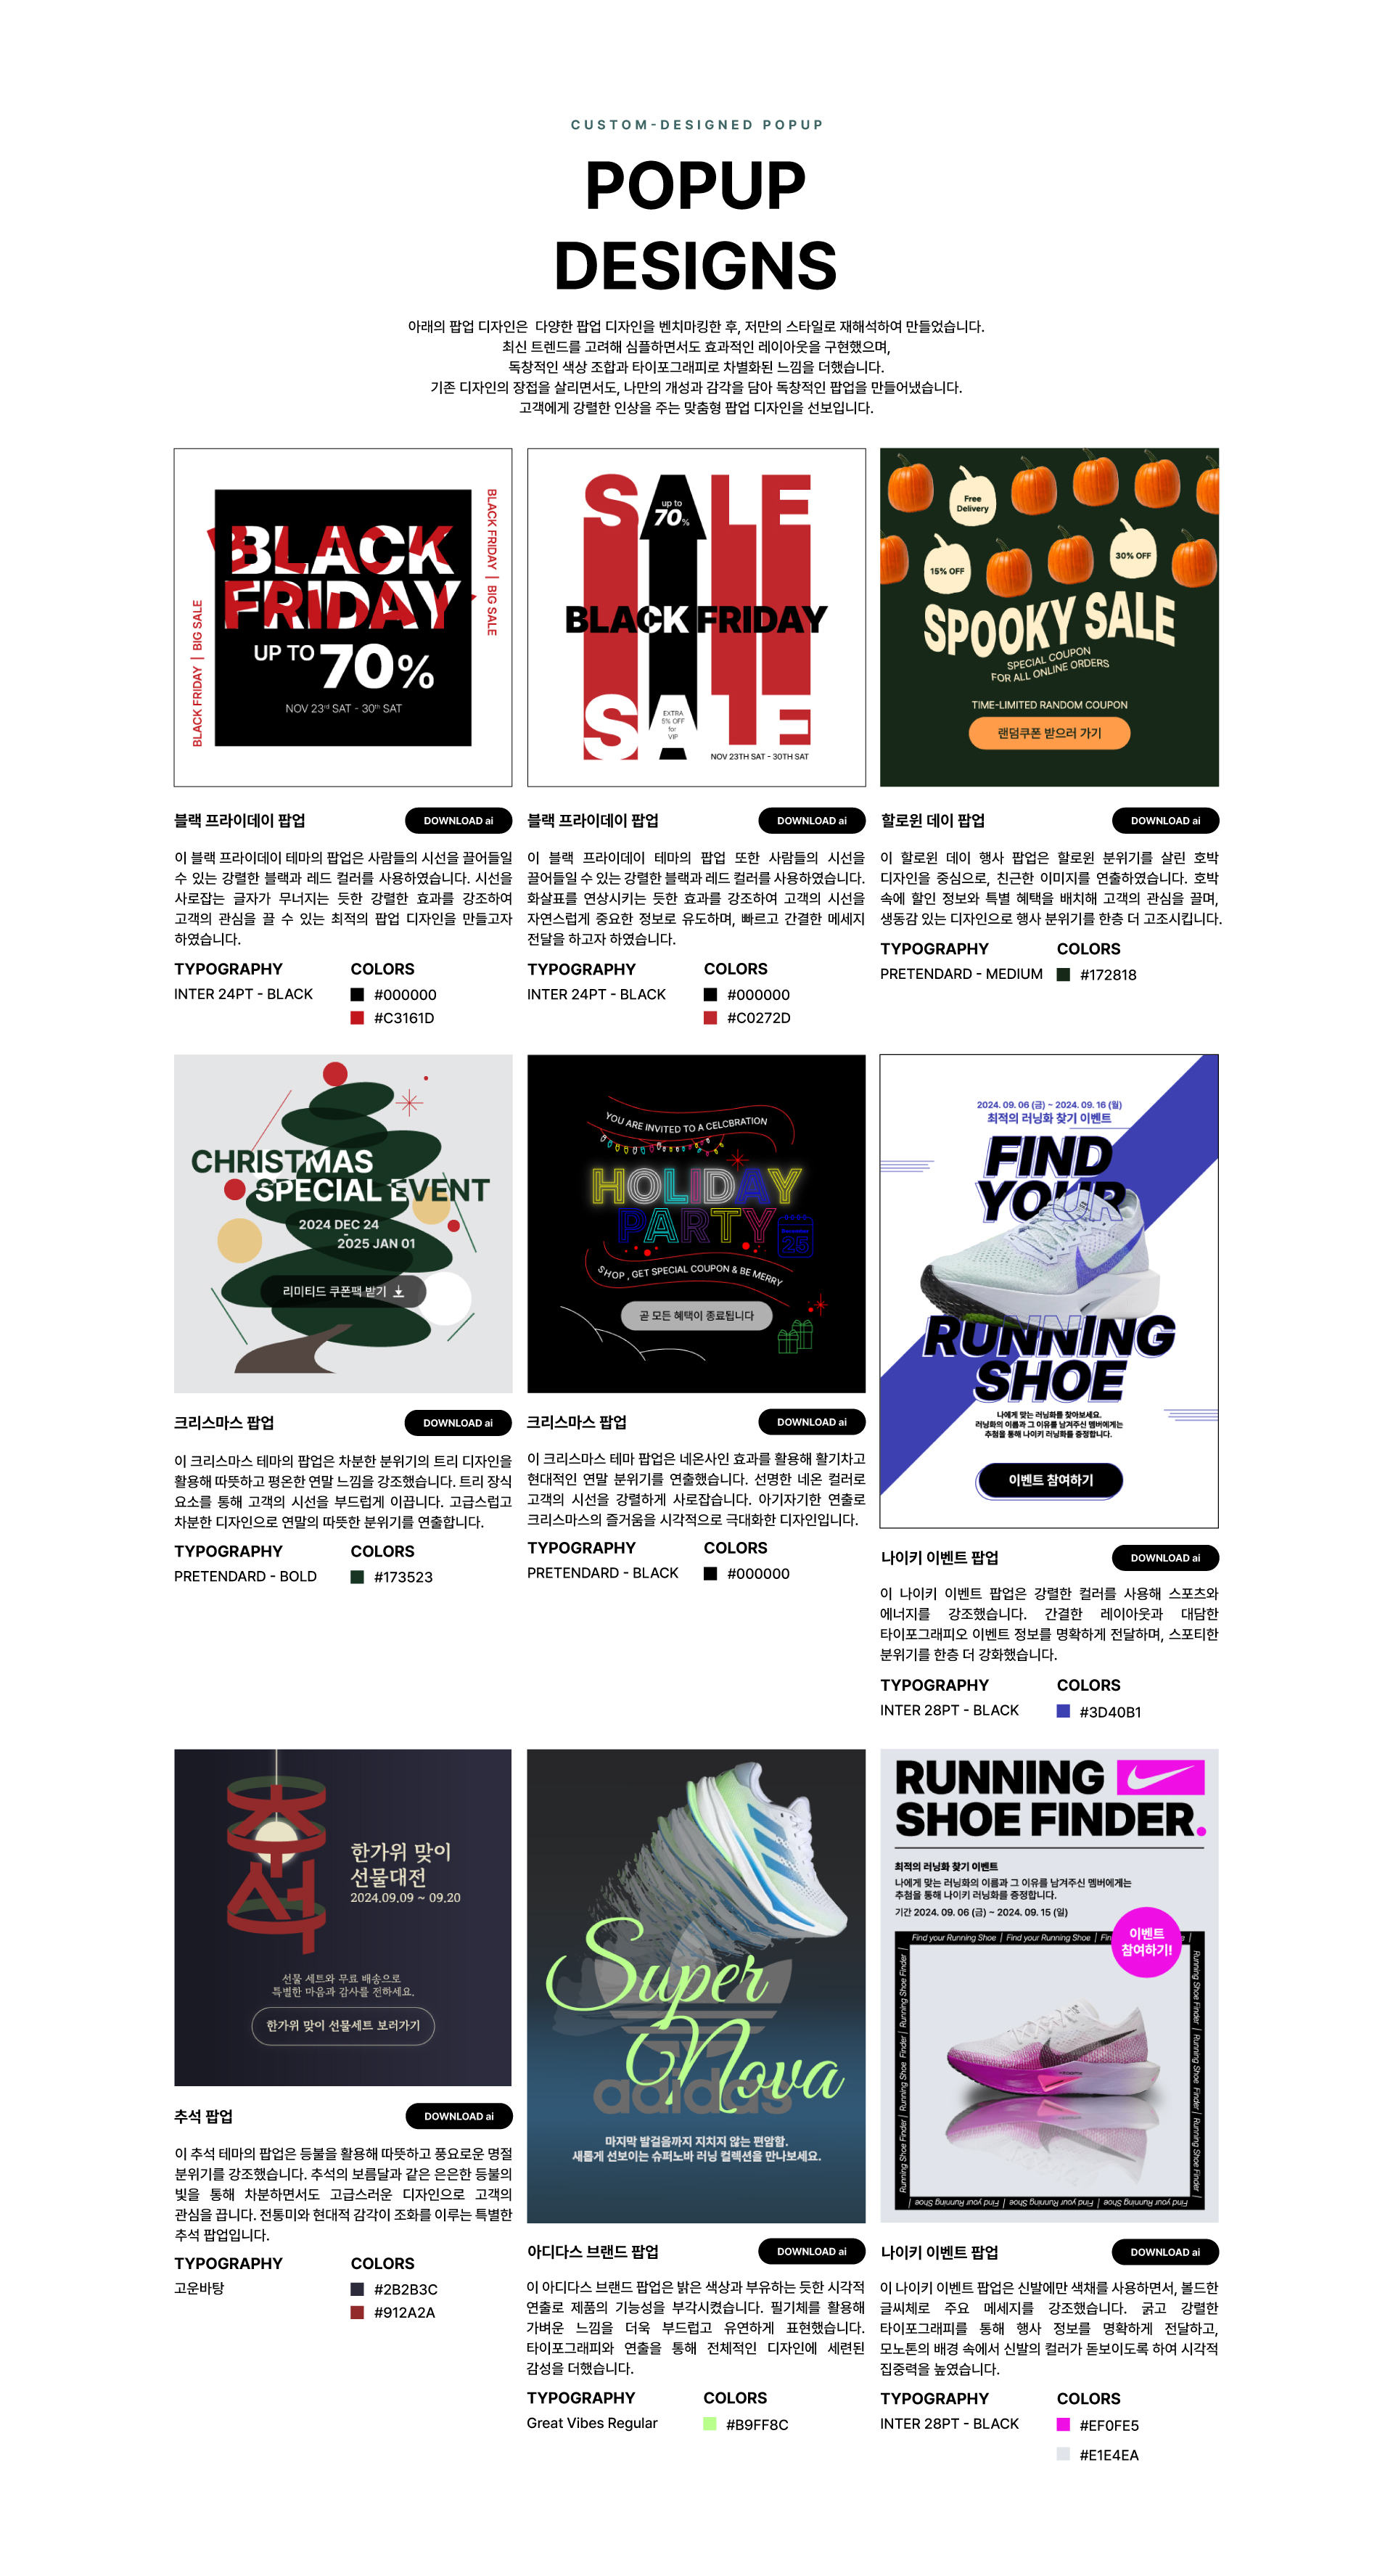 CUSTOM-DESIGNED POPUP
POPUP
DESIGNS
아래의 팝업 디자인은 다양한 팝업 디자인을 벤치마킹한 후, 저만의 스타일로 재해석하여 만들었습니다.
최신 트렌드를 고려해 심플하면서도 효과적인 레이아웃을 구현했으며,
독창적인 색상 조합과 타이포그래피로 차별화된 느낌을 더했습니다.
기존 디자인의 장점을 살리면서도, 나만의 개성과 감각을 담아 독창적인 팝업을 만들어냈습니다.
고객에게 강렬한 인상을 주는 맞춤형 팝업 디자인을 선보입니다.
BLACK FRIDAY | BIG SALE
BLACK
FRIDAY
UP TO 70%
NOV 23rd SAT - 30th SAT
BLACK FRIDAY | BIG SALE
블랙 프라이데이 팝업
DOWNLOAD ai
이 블랙 프라이데이 테마의 팝업은 사람들의 시선을 끌어들일
수 있는 강렬한 블랙과 레드 컬러를 사용하였습니다. 시선을
사로잡는 글자가 무너지는 듯한 강렬한 효과를 강조하여
고객의 관심을 끌 수 있는 최적의 팝업 디자인을 만들고자
하였습니다.
TYPOGRAPHY
INTER 24PT - BLACK
COLORS
#000000
#C3161D
SALE
up to
70%
BLACK FRIDAY
SALE
EXTRA
5% OFF
for
VIP
NOV 23TH SAT - 30TH SAT
블랙 프라이데이 팝업
DOWNLOAD ai
이 블랙 프라이데이 테마의 팝업 또한 사람들의 시선을
끌어들일 수 있는 강렬한 블랙과 레드 컬러를 사용하였습니다.
화살표를 연상시키는 듯한 효과를 강조하여 고객의 시선을
자연스럽게 중요한 정보로 유도하며, 빠르고 간결한 메세지
전달을 하고자 하였습니다.
TYPOGRAPHY
INTER 24PT - BLACK
COLORS
#000000
#C0272D
Free
Delivery
15% OFF
30% OFF
SPOOKY SALE
SPECIAL COUPON
FOR ALL ONLINE ORDERS
TIME-LIMITED RANDOM COUPON
랜덤쿠폰 받으러 가기
할로윈 데이 팝업
DOWNLOAD ai
이 할로윈 데이 행사 팝업은 할로윈 분위기를 살린 호박
디자인을 중심으로, 친근한 이미지를 연출하였습니다. 호박
속에 할인 정보와 특별 혜택을 배치해 고객의 관심을 끌며,
생동감 있는 디자인으로 행사 분위기를 한층 더 고조시킵니다.
TYPOGRAPHY
PRETENDARD - MEDIUM
COLORS
#172818
CHRISTMAS
SPECIAL EVENT
2024 DEC 24
-
2025 JAN 01
리미티드 쿠폰팩 받기
크리스마스 팝업
DOWNLOAD ai
이 크리스마스 테마의 팝업은 차분한 분위기의 트리 디자인을
활용해 따뜻하고 평온한 연말 느낌을 강조했습니다. 트리 장식
요소를 통해 고객의 시선을 부드럽게 이끕니다. 고급스럽고
차분한 디자인으로 연말의 따뜻한 분위기를 연출합니다.
TYPOGRAPHY
PRETENDARD - BOLD
COLORS
#173523
YOU ARE INVITED TO A CELCBRATION
HOLIDAY
PARTY
25
SHOP , GET SPECIAL COUPON & BE MERRY
곧 모든 혜택이 종료됩니다
크리스마스 팝업
DOWNLOAD ai
이 크리스마스 테마 팝업은 네온사인 효과를 활용해 활기차고
현대적인 연말 분위기를 연출했습니다. 선명한 네온 컬러로
고객의 시선을 강렬하게 사로잡습니다. 아기자기한 연출로
크리스마스의 즐거움을 시각적으로 극대화한 디자인입니다.
TYPOGRAPHY
PRETENDARD - BLACK
COLORS
#000000
2024. 09. 06 (금) ~ 2024. 09. 16 (월)
최적의 러닝화 찾기 이벤트
FIND
YOUR
RUNNING
SHOE
나에게 맞는 러닝화를 찾아보세요.
러닝화의 이름과 그 이유를 남겨주신 멤버에게는
추첨을 통해 나이키 러닝화를 증정합니다.
이벤트 참여하기
나이키 이벤트 팝업
DOWNLOAD ai
이 나이키 이벤트 팝업은 강렬한 컬러를 사용해 스포츠와
에너지를 강조했습니다. 간결한 레이아웃과 대담한
타이포그래피오 이벤트 정보를 명확하게 전달하며, 스포티한
분위기를 한층 더 강화했습니다.
TYPOGRAPHY
INTER 28PT - BLACK
COLORS
#3D40B1
추석
한가위 맞이
선물대전
2024.09.09 ~ 09.20
선물 세트와 무료 배송으로
특별한 마음과 감사를 전하세요.
한가위 맞이 선물세트 보러가기
추석 팝업
DOWNLOAD ai
이 추석 테마의 팝업은 등불을 활용해 따뜻하고 풍요로운 명절
분위기를 강조했습니다. 추석의 보름달과 같은 은은한 등불의
빛을 통해 차분하면서도 고급스러운 디자인으로 고객의
관심을 끕니다. 전통미와 현대적 감각이 조화를 이루는 특별한
추석 팝업입니다.
TYPOGRAPHY
고운바탕
COLORS
#2B2B3C
#912A2A
Super
Nova
adidas
마지막 발걸음까지 지치지 않는 편암함.
새롭게 선보이는 슈퍼노바 러닝 컬렉션을 만나보세요.
아디다스 브랜드 팝업
DOWNLOAD ai
이 아디다스 브랜드 팝업은 밝은 색상과 부유하는 듯한 시각적
연출로 제품의 기능성을 부각시켰습니다. 필기체를 활용해
가벼운 느낌을 더욱 부드럽고 유연하게 표현했습니다.
타이포그래피와 연출을 통해 전체적인 디자인에 세련된
감성을 더했습니다.
TYPOGRAPHY
Great Vibes Regular
COLORS
#B9FF8C
RUNNING
SHOE FINDER.
최적의 러닝화 찾기 이벤트
나에게 맞는 러닝화의 이름과 그 이유를 남겨주신 멤버에게는
추첨을 통해 나이키 러닝화를 증정합니다.
기간 2024. 09. 06 (금) ~ 2024. 09. 15 (일)
이벤트
참여하기!
Find your Running Shoe | Find your Running Shoe | Fin
Running Shoe Finder | Running Shoe Finder | Running Shoe Finder |
Find your Running Shoe | Find your Running Shoe | Find your Running Shoe |
Running Shoe Finder | Running Shoe Finder | Running Shoe Finder |
나이키 이벤트 팝업
DOWNLOAD ai
이 나이키 이벤트 팝업은 신발에만 색채를 사용하면서, 볼드한
글씨체로 주요 메세지를 강조했습니다. 굵고 강렬한
타이포그래피를 통해 행사 정보를 명확하게 전달하고,
모노톤의 배경 속에서 신발의 컬러가 돋보이도록 하여 시각적
집중력을 높였습니다.
TYPOGRAPHY
INTER 28PT - BLACK
COLORS
#EF0FE5
#E1E4EA